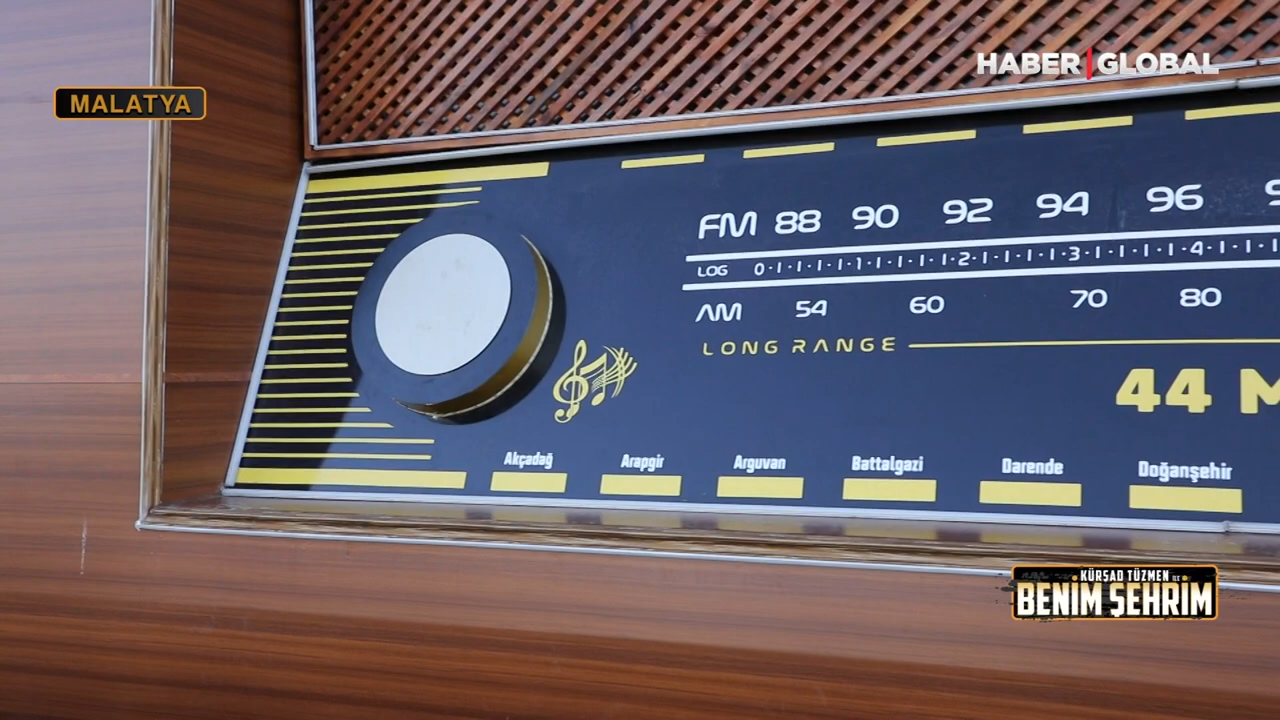 HABER GLOBAL
MALATYA
FM 88 90 92 94 96
LOG 0 1 2 3 4
AM 54 60 70 80
LONG RANGE
44 M
Akçadağ Arapgir Arguvan Battalgazi Darende Doğanşehir
KÜRŞAD TÜZMEN İLE
BENİM ŞEHRİM